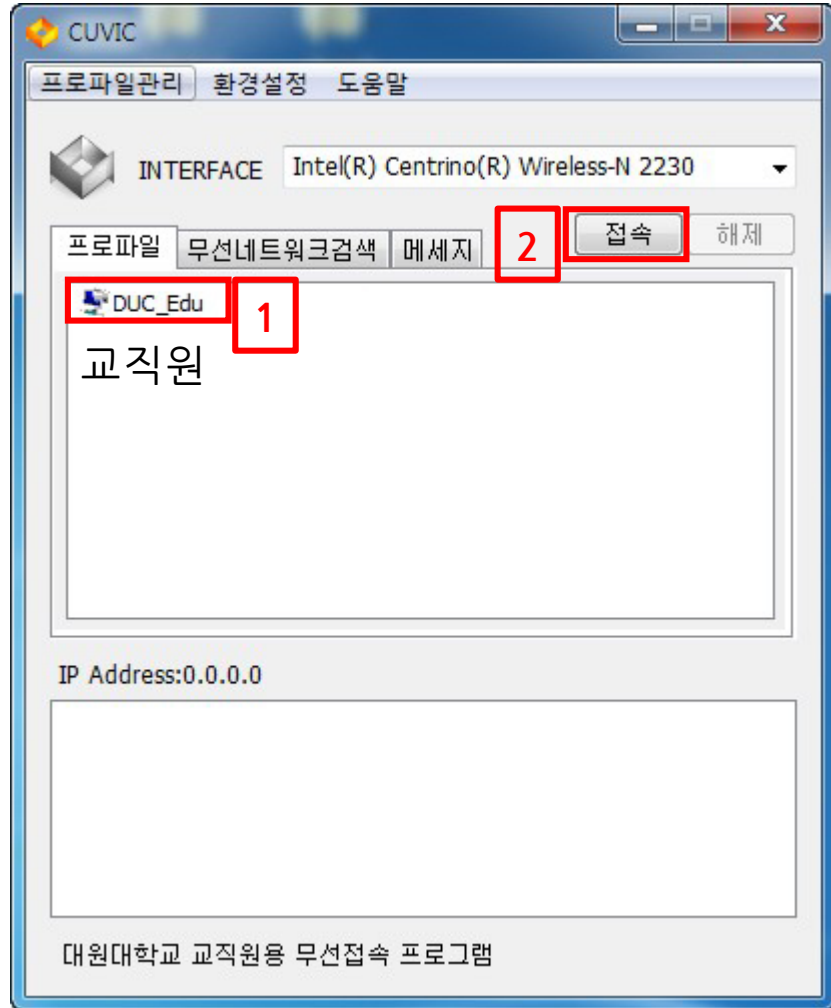 CUVIC
프로파일관리 환경설정 도움말
INTERFACE Intel(R) Centrino(R) Wireless-N 2230
프로파일 무선네트워크검색 메세지 2 접속 해제
DUC_Edu 1
교직원
IP Address:0.0.0.0
대원대학교 교직원용 무선접속 프로그램